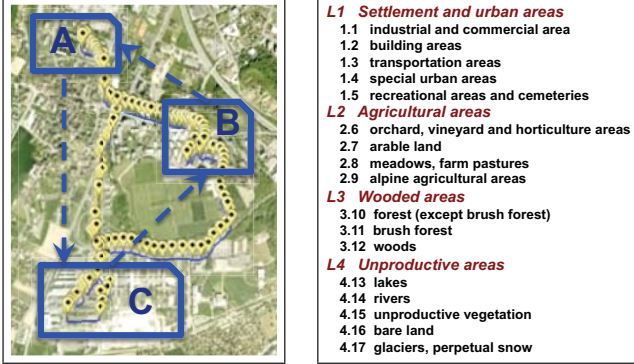 A
B
C
L1 Settlement and urban areas
1.1 industrial and commercial area
1.2 building areas
1.3 transportation areas
1.4 special urban areas
1.5 recreational areas and cemeteries
L2 Agricultural areas
2.6 orchard, vineyard and horticulture areas
2.7 arable land
2.8 meadows, farm pastures
2.9 alpine agricultural areas
L3 Wooded areas
3.10 forest (except brush forest)
3.11 brush forest
3.12 woods
L4 Unproductive areas
4.13 lakes
4.14 rivers
4.15 unproductive vegetation
4.16 bare land
4.17 glaciers, perpetual snow